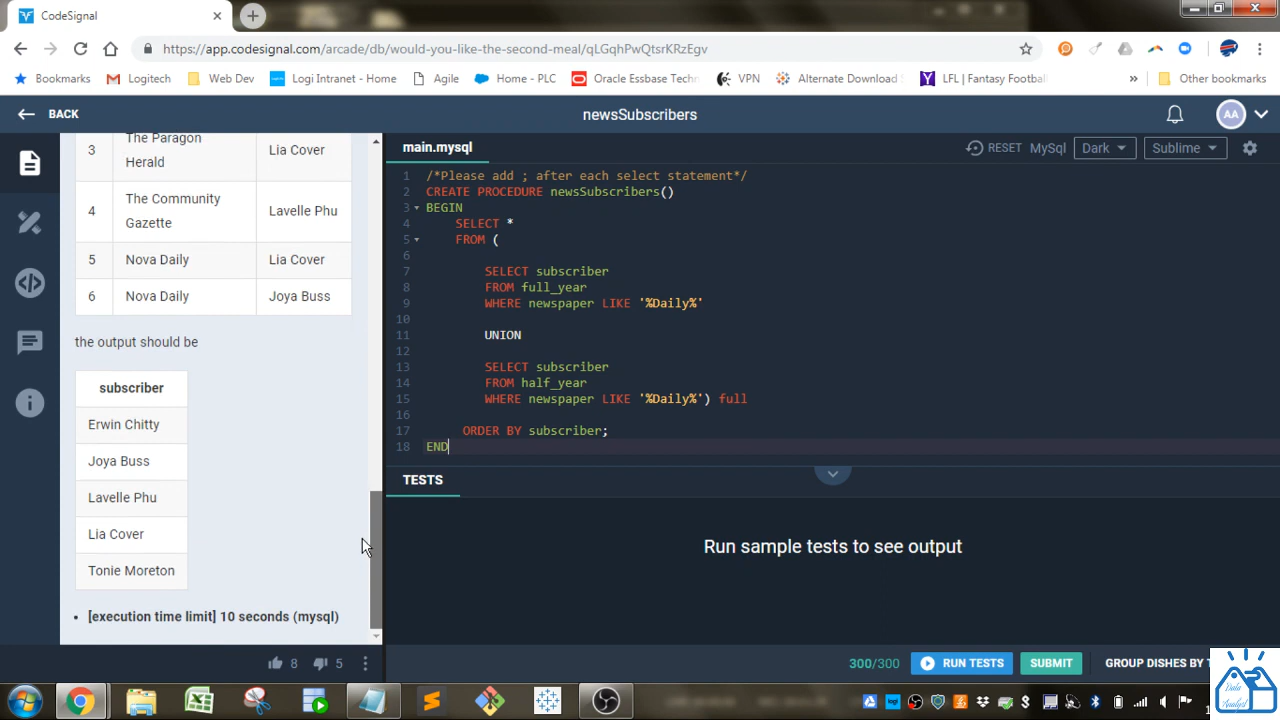 CodeSignal
https://app.codesignal.com/arcade/db/would-you-like-the-second-meal/qLGqhPwQtsrKRzEgv
Bookmarks Logitech Web Dev Logi Intranet - Home Agile Home - PLC Oracle Essbase Techn VPN Alternate Download LFL | Fantasy Football » Other bookmarks
BACK newsSubscribers AA
main.mysql RESET MySql Dark Sublime
3 The Paragon Herald Lia Cover
4 The Community Gazette Lavelle Phu
5 Nova Daily Lia Cover
6 Nova Daily Joya Buss
the output should be
subscriber
Erwin Chitty
Joya Buss
Lavelle Phu
Lia Cover
Tonie Moreton
• [execution time limit] 10 seconds (mysql)
8 5
1 /*Please add ; after each select statement*/
2 CREATE PROCEDURE newsSubscribers()
3 BEGIN
4 SELECT *
5 FROM (
6
7 SELECT subscriber
8 FROM full_year
9 WHERE newspaper LIKE '%Daily%'
10
11 UNION
12
13 SELECT subscriber
14 FROM half_year
15 WHERE newspaper LIKE '%Daily%') full
16
17 ORDER BY subscriber;
18 END
TESTS
Run sample tests to see output
300/300 RUN TESTS SUBMIT GROUP DISHES BY T
Data
Analyst